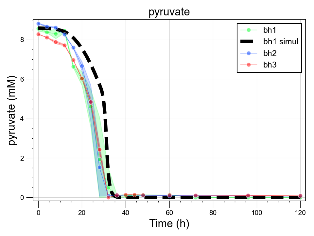 pyruvate
bh1
bh1 simul
bh2
bh3
pyruvate (mM)
8
6
4
2
0
0 20 40 60 80 100 120
Time (h)